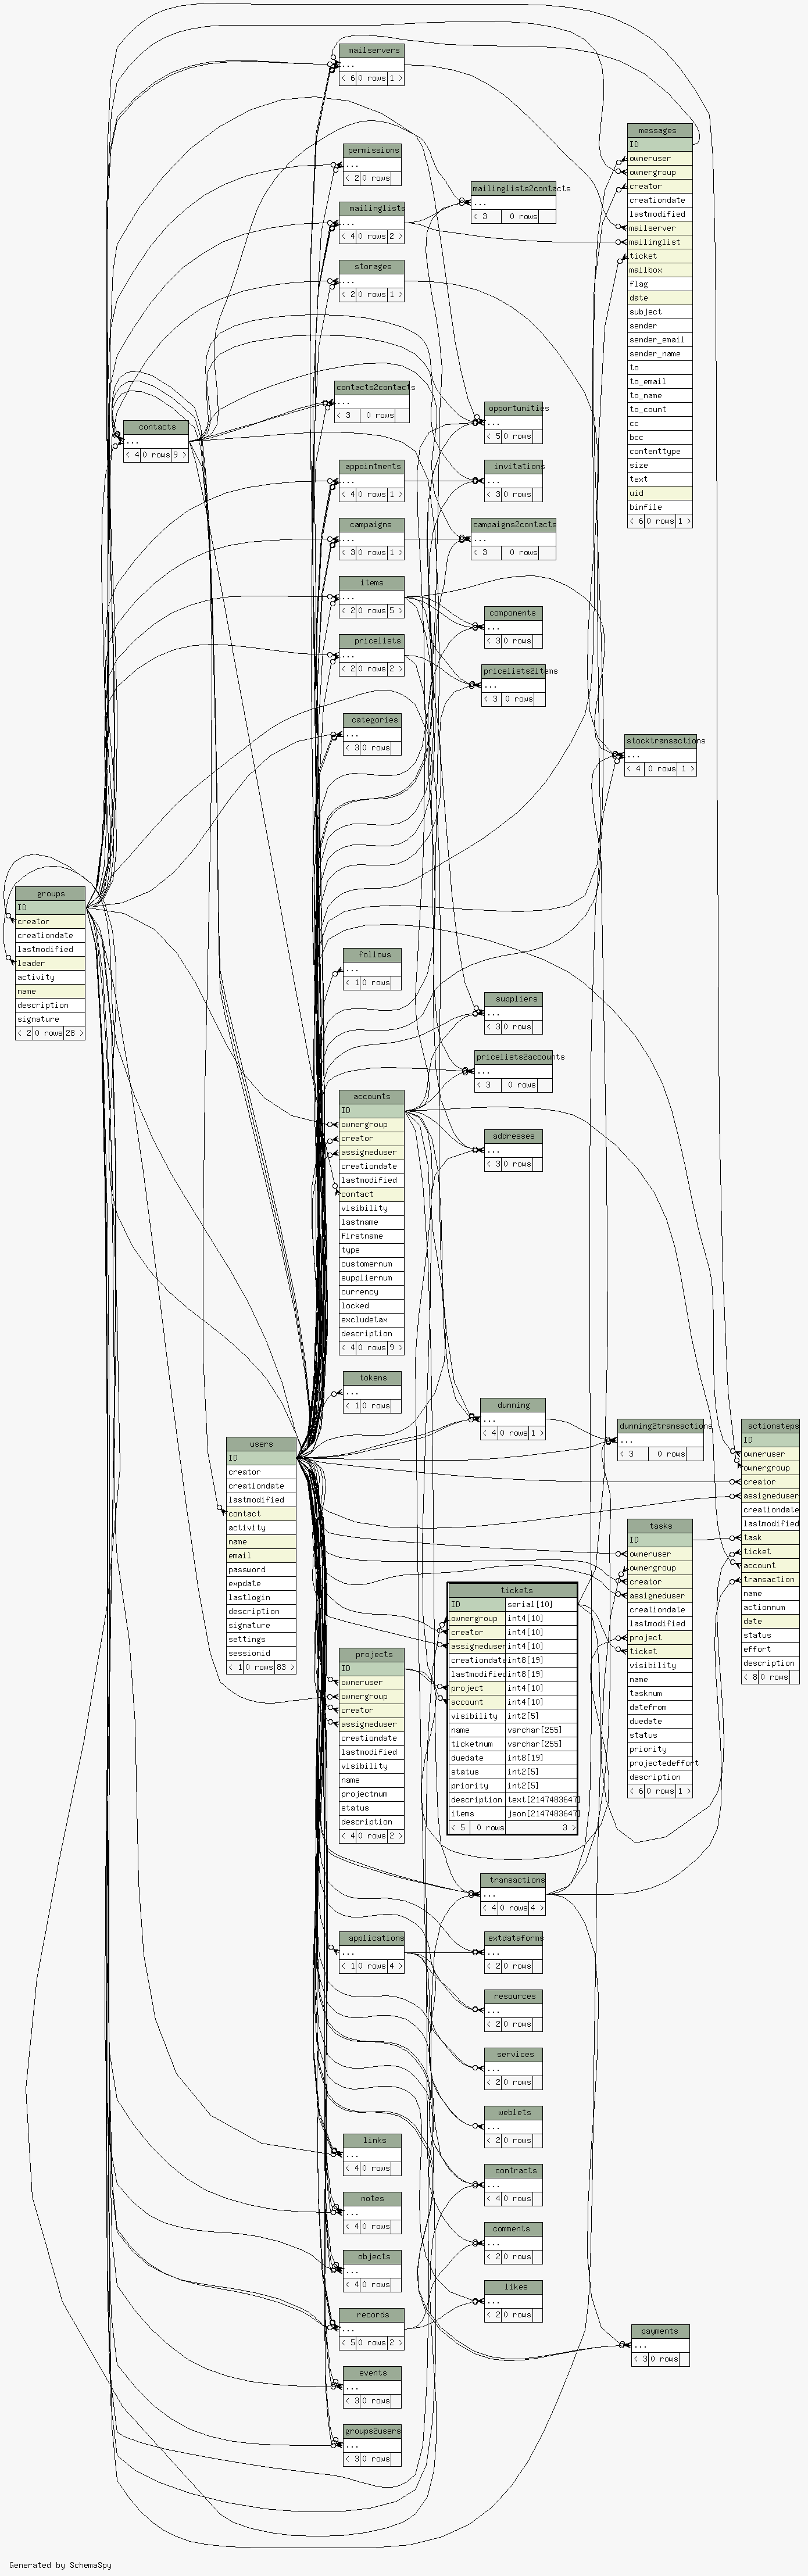 mailservers
...
< 6 0 rows 1 >
messages
ID
owneruser
ownergroup
creator
creationdate
lastmodified
mailserver
mailinglist
ticket
mailbox
flag
date
subject
sender
sender_email
sender_name
to
to_email
to_name
to_count
cc
bcc
contenttype
size
text
uid
binfile
< 6 0 rows 1 >
permissions
...
< 2 0 rows
mailinglists2contacts
...
< 3 0 rows
mailinglists
...
< 4 0 rows 2 >
storages
...
< 2 0 rows 1 >
contacts2contacts
...
< 3 0 rows
opportunities
...
< 5 0 rows
contacts
...
< 4 0 rows 9 >
appointments
...
< 4 0 rows 1 >
invitations
...
< 3 0 rows
campaigns
...
< 3 0 rows 1 >
campaigns2contacts
...
< 3 0 rows
items
...
< 2 0 rows 5 >
components
...
< 3 0 rows
pricelists
...
< 2 0 rows 2 >
pricelists2items
...
< 3 0 rows
categories
...
< 3 0 rows
stocktransactions
...
< 4 0 rows 1 >
groups
ID
creator
creationdate
lastmodified
leader
activity
name
description
signature
< 2 0 rows 28 >
follows
...
< 1 0 rows
suppliers
...
< 3 0 rows
pricelists2accounts
...
< 3 0 rows
accounts
ID
ownergroup
creator
assigneduser
creationdate
lastmodified
contact
visibility
lastname
firstname
type
customernum
suppliernum
currency
locked
excludetax
description
< 4 0 rows 9 >
addresses
...
< 3 0 rows
tokens
...
< 1 0 rows
dunning
...
< 4 0 rows 1 >
dunning2transactions
...
< 3 0 rows
actionsteps
ID
owneruser
ownergroup
creator
assigneduser
creationdate
lastmodified
task
ticket
account
transaction
name
actionnum
date
status
effort
description
< 8 0 rows
users
ID
creator
creationdate
lastmodified
contact
activity
name
email
password
expdate
lastlogin
description
signature
settings
sessionid
< 1 0 rows 83 >
tasks
ID
owneruser
ownergroup
creator
assigneduser
creationdate
lastmodified
project
ticket
visibility
name
tasknum
datefrom
duedate
status
priority
projectedeffort
description
< 6 0 rows 1 >
tickets
ID serial[10]
ownergroup int4[10]
creator int4[10]
assigneduser int4[10]
creationdate int8[19]
lastmodified int8[19]
project int4[10]
account int4[10]
visibility int2[5]
name varchar[255]
ticketnum varchar[255]
duedate int8[19]
status int2[5]
priority int2[5]
description text[2147483647]
items json[2147483647]
< 5 0 rows 3 >
projects
ID
owneruser
ownergroup
creator
assigneduser
creationdate
lastmodified
visibility
name
projectnum
status
description
< 4 0 rows 2 >
transactions
...
< 4 0 rows 4 >
applications
...
< 1 0 rows 4 >
extdataforms
...
< 2 0 rows
resources
...
< 2 0 rows
services
...
< 2 0 rows
weblets
...
< 2 0 rows
links
...
< 4 0 rows
contracts
...
< 4 0 rows
notes
...
< 4 0 rows
comments
...
< 2 0 rows
objects
...
< 4 0 rows
likes
...
< 2 0 rows
records
...
< 5 0 rows 2 >
payments
...
< 3 0 rows
events
...
< 3 0 rows
groups2users
...
< 3 0 rows
Generated by SchemaSpy